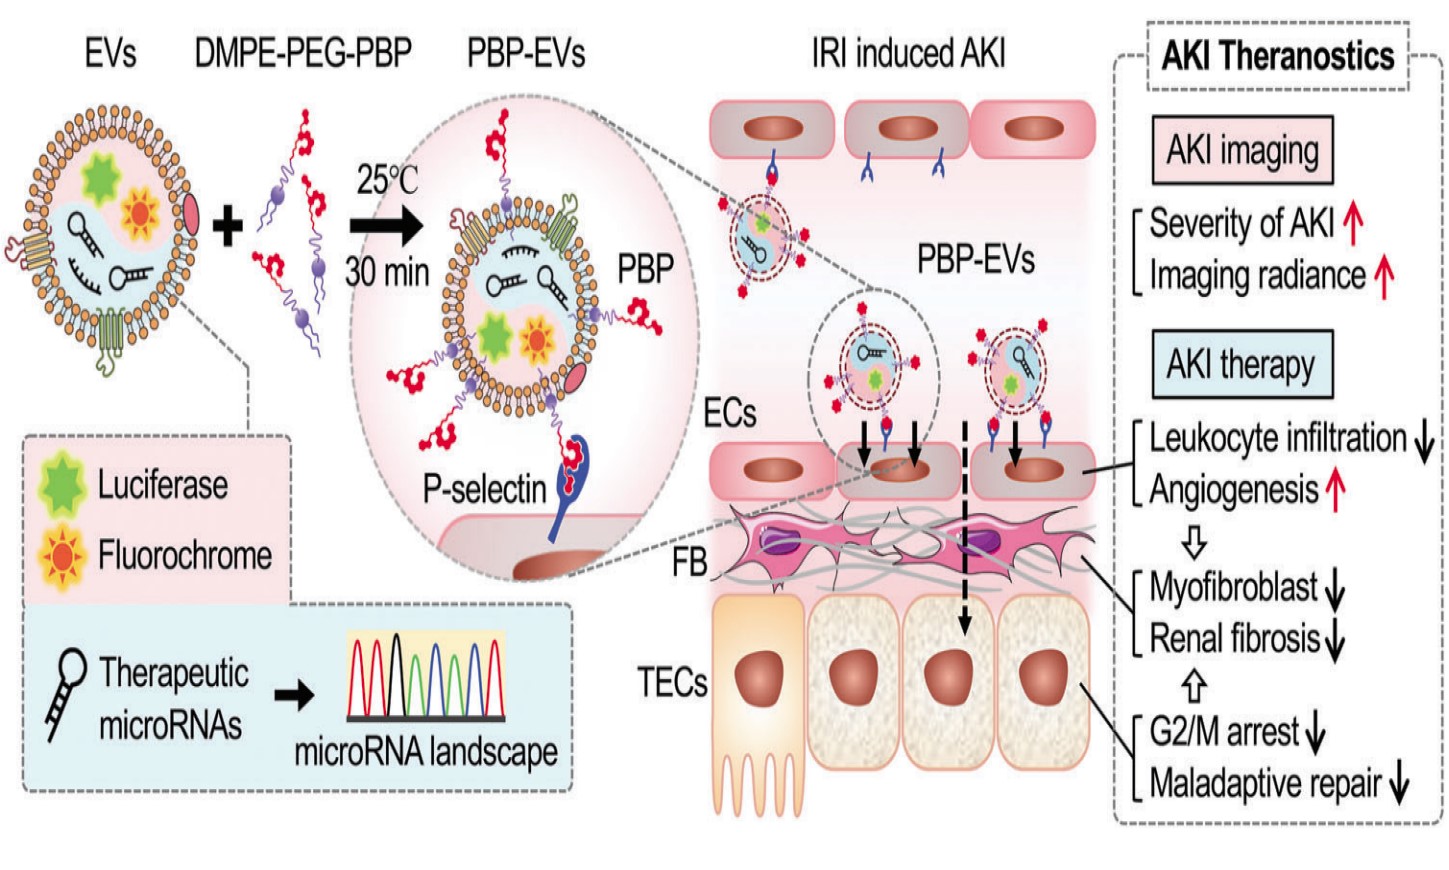 EVs
DMPE-PEG-PBP
PBP-EVs
IRI induced AKI
AKI Theranostics
25°C
30 min
PBP
P-selectin
Luciferase
Fluorochrome
Therapeutic
microRNAs
microRNA landscape
PBP-EVs
ECs
FB
TECs
AKI imaging
Severity of AKI
Imaging radiance
AKI therapy
Leukocyte infiltration
Angiogenesis
Myofibroblast
Renal fibrosis
G2/M arrest
Maladaptive repair